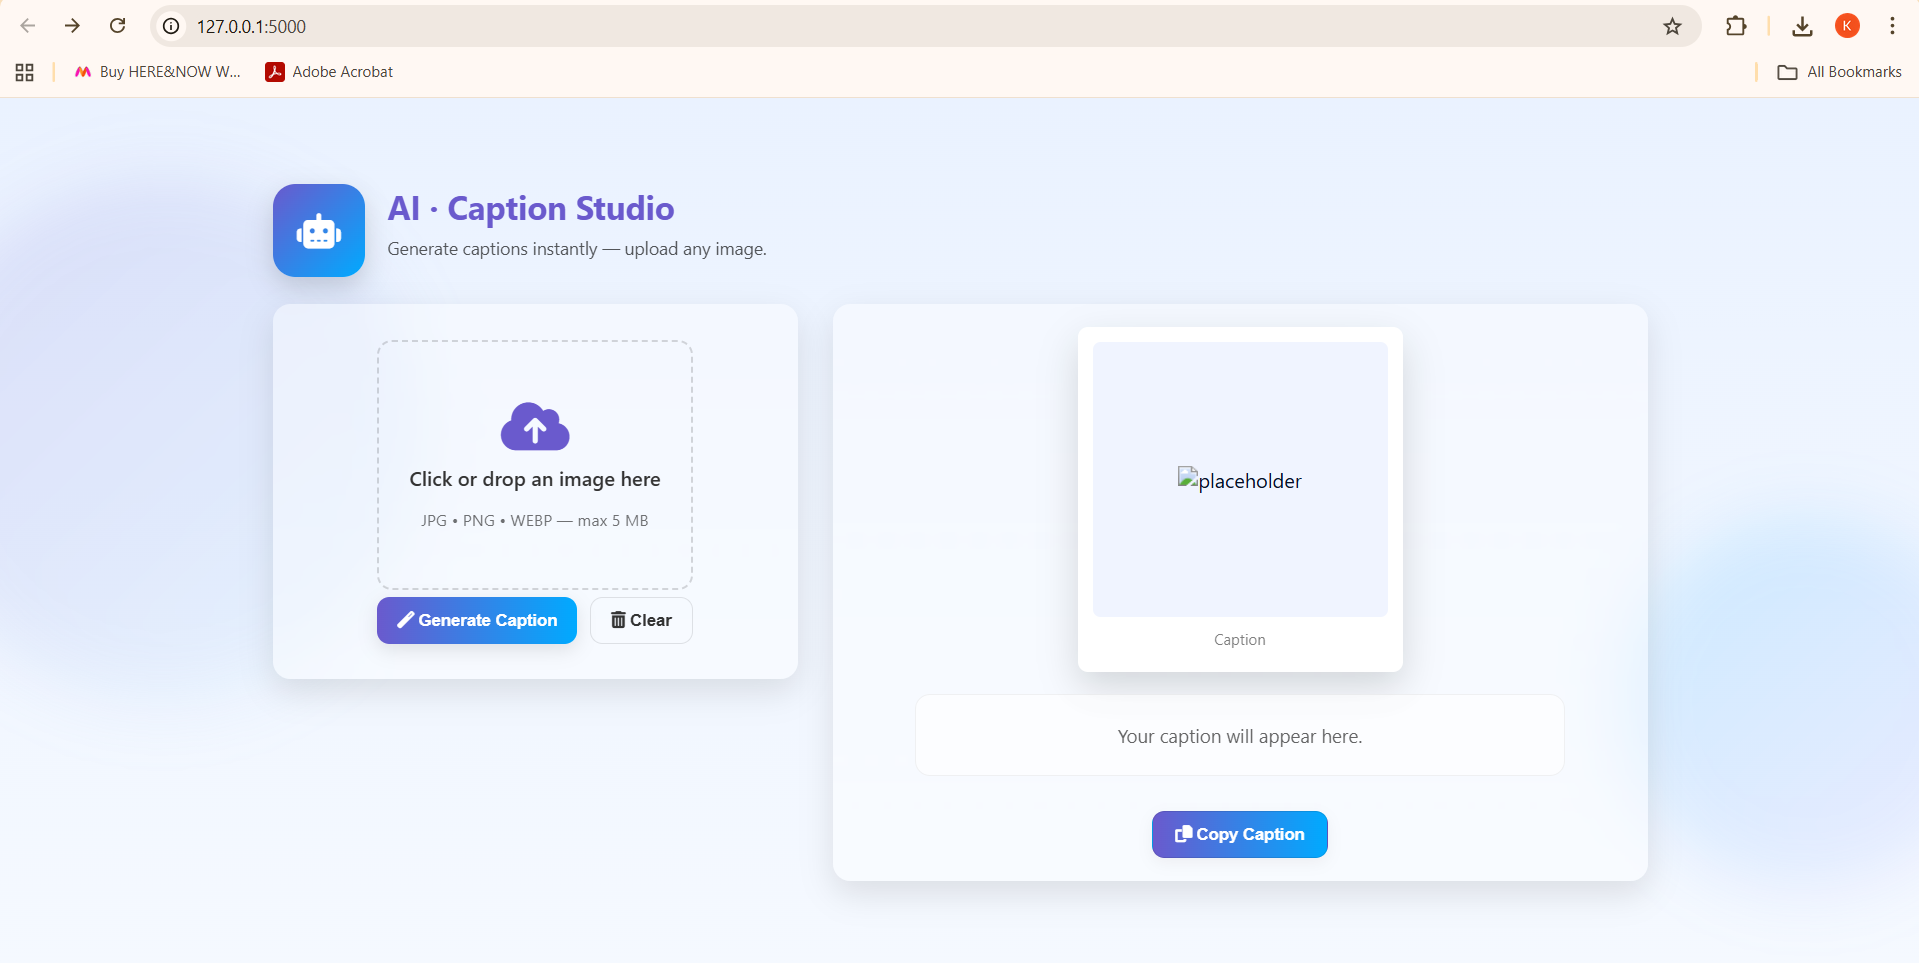 127.0.0.1:5000
K
Buy HERE&NOW W...
Adobe Acrobat
All Bookmarks
AI · Caption Studio
Generate captions instantly — upload any image.
Click or drop an image here
JPG • PNG • WEBP — max 5 MB
Generate Caption
Clear
placeholder
Caption
Your caption will appear here.
Copy Caption